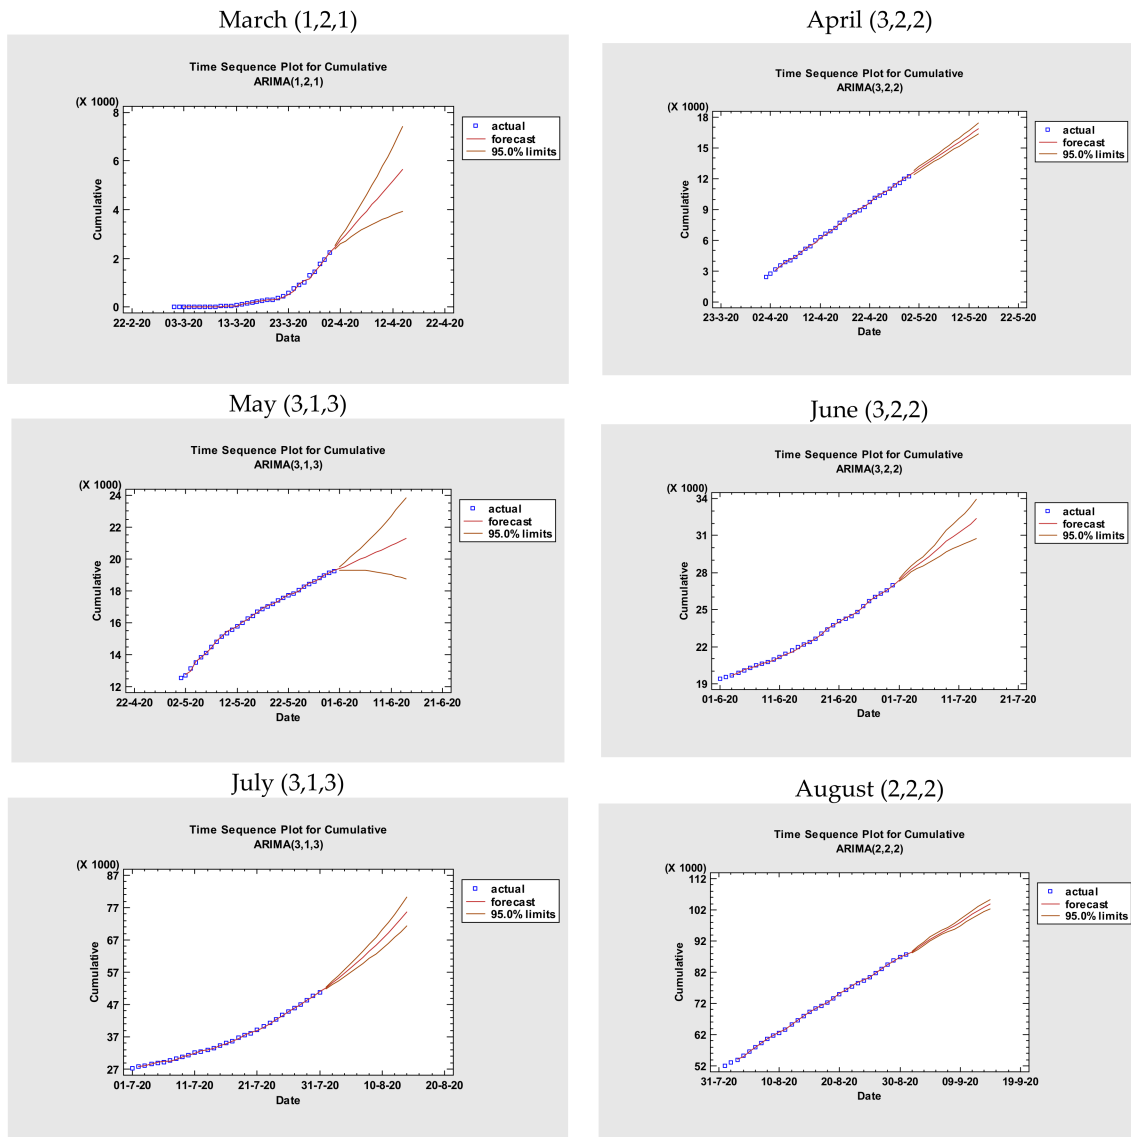 March (1,2,1)
Time Sequence Plot for Cumulative
ARIMA(1,2,1)
(X 1000)
8
6
4
2
0
Cumulative
22-2-20 03-3-20 13-3-20 23-3-20 02-4-20 12-4-20 22-4-20
Data
actual
forecast
95.0% limits
April (3,2,2)
Time Sequence Plot for Cumulative
ARIMA(3,2,2)
(X 1000)
18
15
12
9
6
3
0
Cumulative
23-3-20 02-4-20 12-4-20 22-4-20 02-5-20 12-5-20 22-5-20
Date
actual
forecast
95.0% limits
May (3,1,3)
Time Sequence Plot for Cumulative
ARIMA(3,1,3)
(X 1000)
24
22
20
18
16
14
12
Cumulative
22-4-20 02-5-20 12-5-20 22-5-20 01-6-20 11-6-20 21-6-20
Date
actual
forecast
95.0% limits
June (3,2,2)
Time Sequence Plot for Cumulative
ARIMA(3,2,2)
(X 1000)
34
31
28
25
22
19
Cumulative
01-6-20 11-6-20 21-6-20 01-7-20 11-7-20 21-7-20
Date
actual
forecast
95.0% limits
July (3,1,3)
Time Sequence Plot for Cumulative
ARIMA(3,1,3)
(X 1000)
87
77
67
57
47
37
27
Cumulative
01-7-20 11-7-20 21-7-20 31-7-20 10-8-20 20-8-20
Date
actual
forecast
95.0% limits
August (2,2,2)
Time Sequence Plot for Cumulative
ARIMA(2,2,2)
(X 1000)
112
102
92
82
72
62
52
Cumulative
31-7-20 10-8-20 20-8-20 30-8-20 09-9-20 19-9-20
Date
actual
forecast
95.0% limits